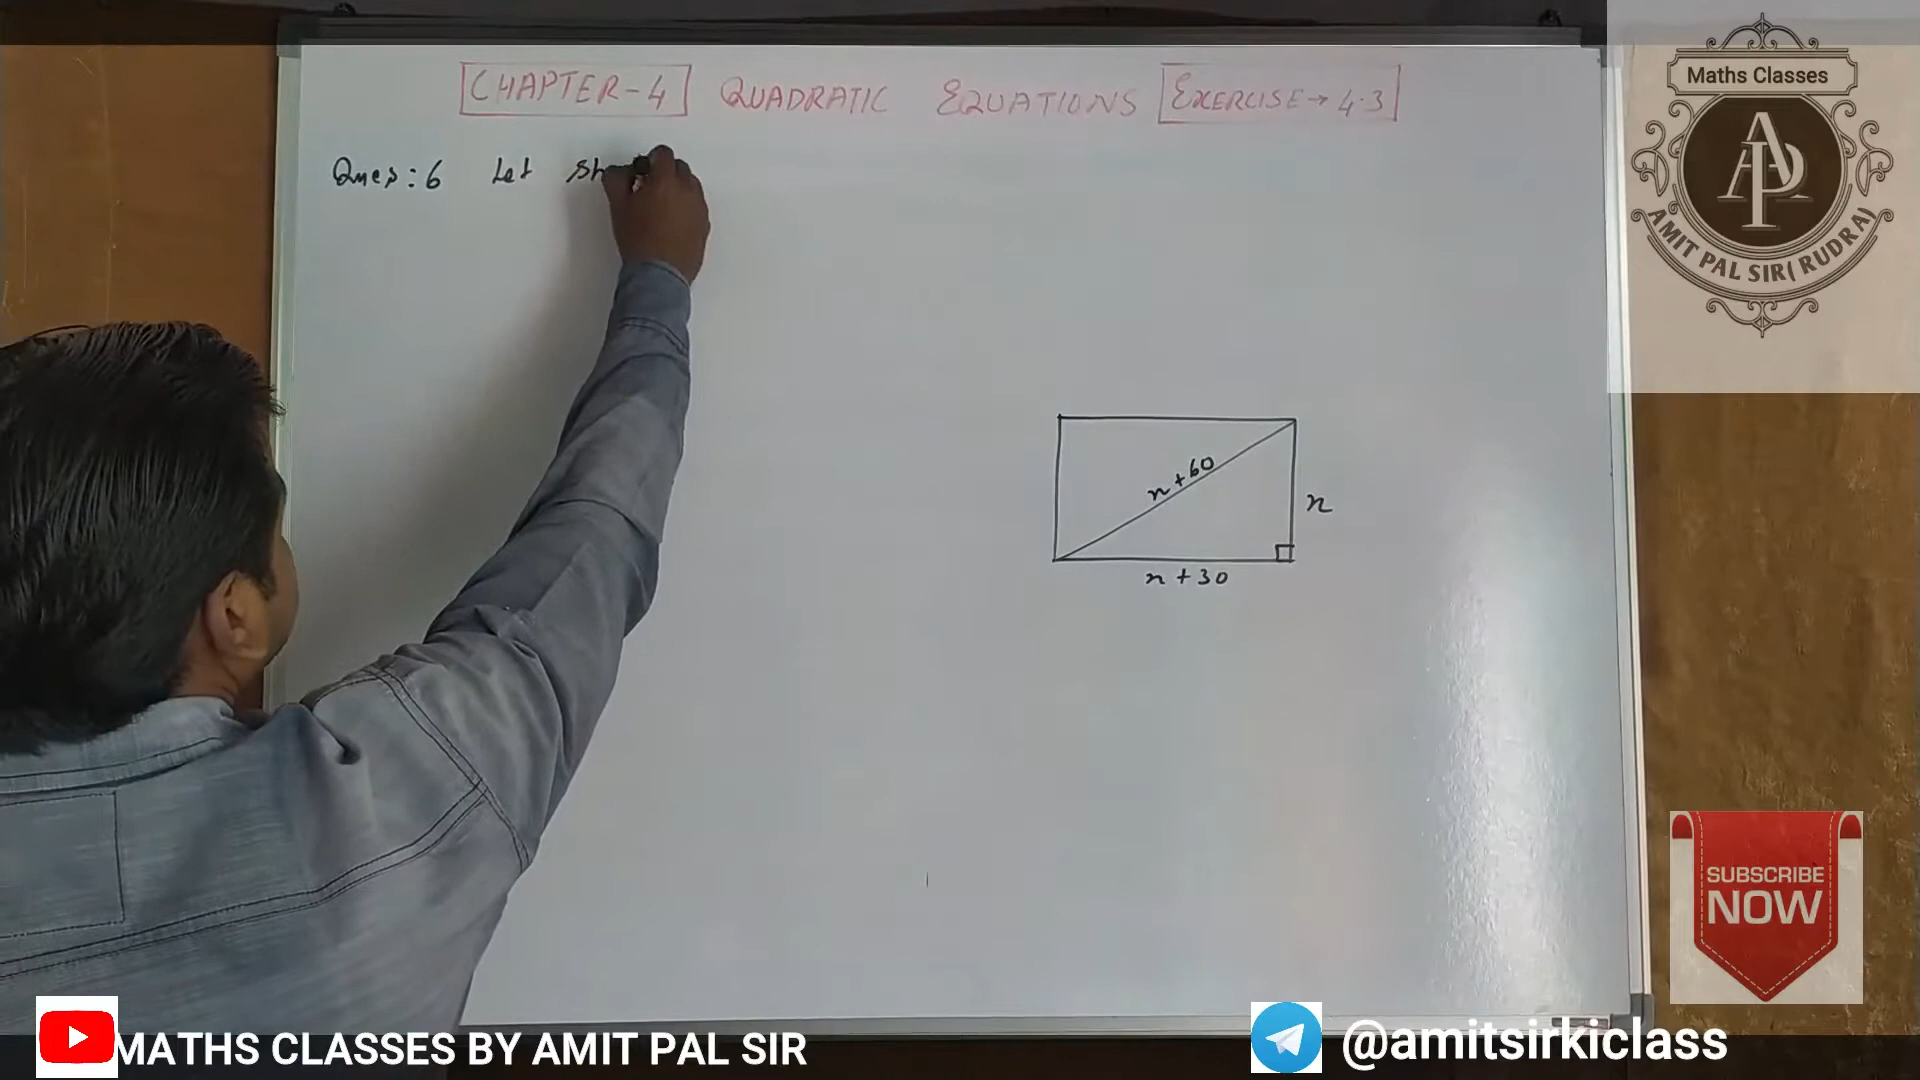 CHAPTER-4 QUADRATIC EQUATIONS EXERCISE→ 4.3
Ques:6 Let
x+60
x
x+30
Maths Classes
AP
AMIT PAL SIR( RUDRA)
SUBSCRIBE
NOW
MATHS CLASSES BY AMIT PAL SIR
@amitsirkiclass